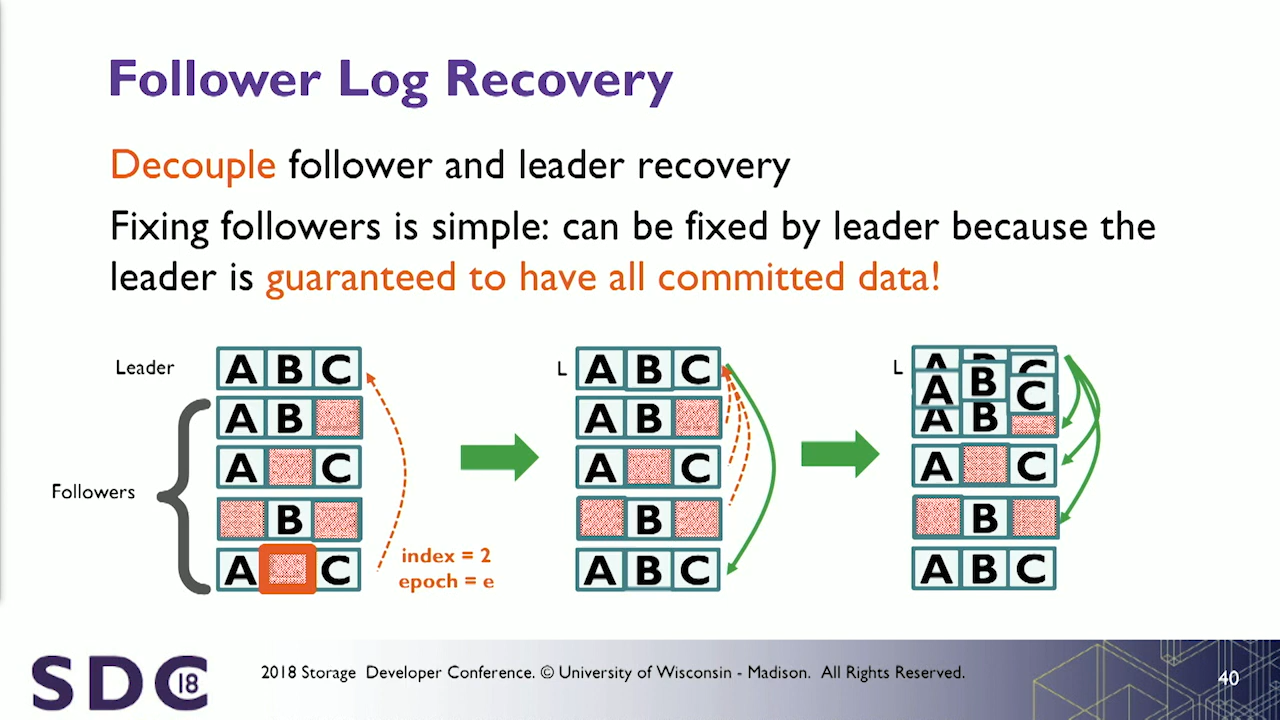 Follower Log Recovery
Decouple follower and leader recovery
Fixing followers is simple: can be fixed by leader because the
leader is guaranteed to have all committed data!
Leader
A B C
A B
A C
B
A C
Followers
index = 2
epoch = e
L
A B C
A B
A C
B
A B C
L
A B C
A B C
A B
A C
B
A B C
SDC 18
2018 Storage Developer Conference. © University of Wisconsin - Madison. All Rights Reserved.
40